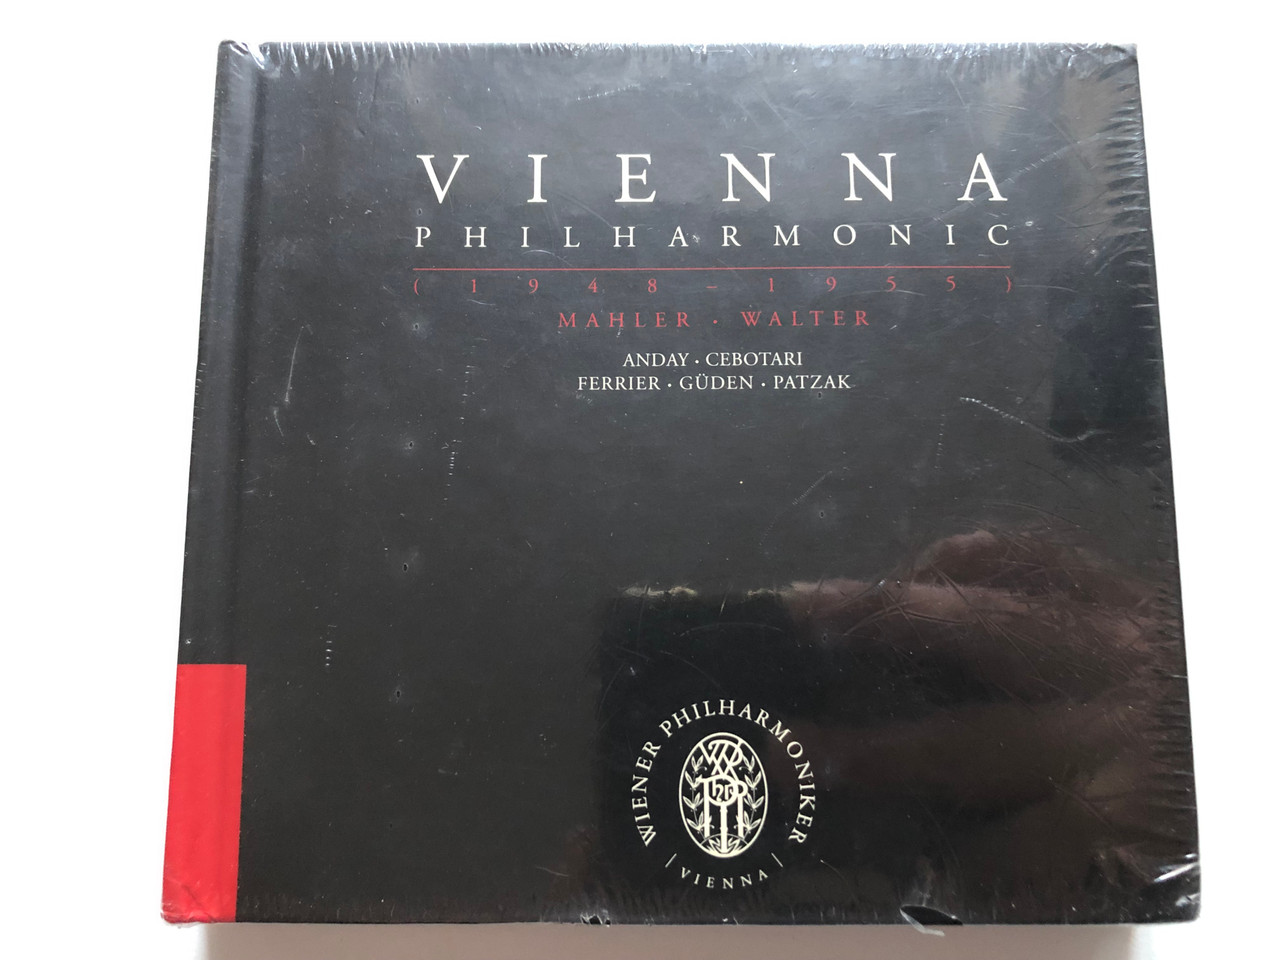 VIENNA
PHILHARMONIC
(1948–1955)
MAHLER · WALTER
ANDAY · CEBOTARI
FERRIER · GÜDEN · PATZAK
WIENER PHILHARMONIKER
| VIENNA |